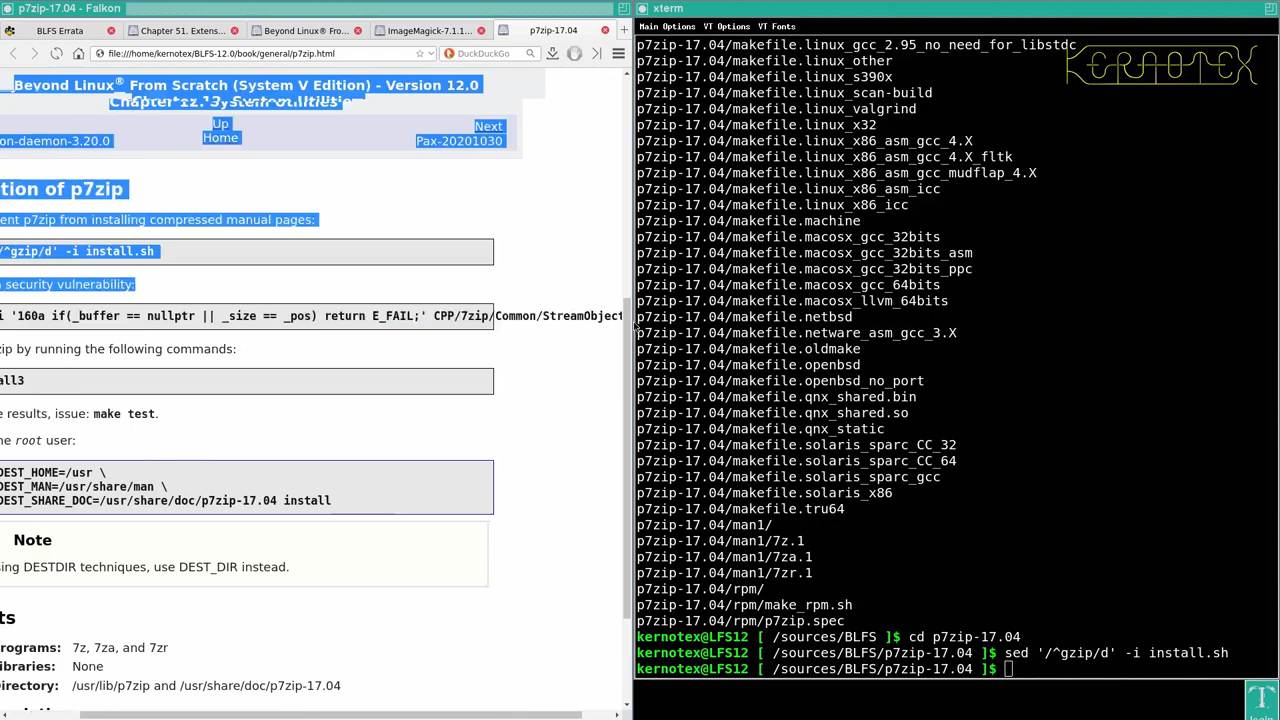 p7zip-17.04 - Falkon
BLFS Errata
Chapter 51. Extens...
Beyond Linux® Fro...
ImageMagick-7.1.1...
p7zip-17.04
file:///home/kernotex/BLFS-12.0/book/general/p7zip.html
DuckDuckGo
Beyond Linux® From Scratch (System V Edition) - Version 12.0
Chapter 12. System Utilities
on-daemon-3.20.0
Up
Home
Next
Pax-20201030
tion of p7zip
ent p7zip from installing compressed manual pages:
/^gzip/d' -i install.sh
security vulnerability:
i '160a if(_buffer == nullptr || _size == _pos) return E_FAIL;' CPP/7zip/Common/StreamObject
zip by running the following commands:
all3
e results, issue: make test.
he root user:
DEST_HOME=/usr \
DEST_MAN=/usr/share/man \
DEST_SHARE_DOC=/usr/share/doc/p7zip-17.04 install
Note
sing DESTDIR techniques, use DEST_DIR instead.
ts
rograms: 7z, 7za, and 7zr
ibraries: None
Directory: /usr/lib/p7zip and /usr/share/doc/p7zip-17.04
xterm
Main Options VT Options VT Fonts
KERNOTEX
p7zip-17.04/makefile.linux_gcc_2.95_no_need_for_libstdc
p7zip-17.04/makefile.linux_other
p7zip-17.04/makefile.linux_s390x
p7zip-17.04/makefile.linux_scan-build
p7zip-17.04/makefile.linux_valgrind
p7zip-17.04/makefile.linux_x32
p7zip-17.04/makefile.linux_x86_asm_gcc_4.X
p7zip-17.04/makefile.linux_x86_asm_gcc_4.X_fltk
p7zip-17.04/makefile.linux_x86_asm_gcc_mudflap_4.X
p7zip-17.04/makefile.linux_x86_asm_icc
p7zip-17.04/makefile.linux_x86_icc
p7zip-17.04/makefile.machine
p7zip-17.04/makefile.macosx_gcc_32bits
p7zip-17.04/makefile.macosx_gcc_32bits_asm
p7zip-17.04/makefile.macosx_gcc_32bits_ppc
p7zip-17.04/makefile.macosx_gcc_64bits
p7zip-17.04/makefile.macosx_llvm_64bits
p7zip-17.04/makefile.netbsd
p7zip-17.04/makefile.netware_asm_gcc_3.X
p7zip-17.04/makefile.oldmake
p7zip-17.04/makefile.openbsd
p7zip-17.04/makefile.openbsd_no_port
p7zip-17.04/makefile.qnx_shared.bin
p7zip-17.04/makefile.qnx_shared.so
p7zip-17.04/makefile.qnx_static
p7zip-17.04/makefile.solaris_sparc_CC_32
p7zip-17.04/makefile.solaris_sparc_CC_64
p7zip-17.04/makefile.solaris_sparc_gcc
p7zip-17.04/makefile.solaris_x86
p7zip-17.04/makefile.tru64
p7zip-17.04/man1/
p7zip-17.04/man1/7z.1
p7zip-17.04/man1/7za.1
p7zip-17.04/man1/7zr.1
p7zip-17.04/rpm/
p7zip-17.04/rpm/make_rpm.sh
p7zip-17.04/rpm/p7zip.spec
kernotex@LFS12 [ /sources/BLFS ]$ cd p7zip-17.04
kernotex@LFS12 [ /sources/BLFS/p7zip-17.04 ]$ sed '/^gzip/d' -i install.sh
kernotex@LFS12 [ /sources/BLFS/p7zip-17.04 ]$
login